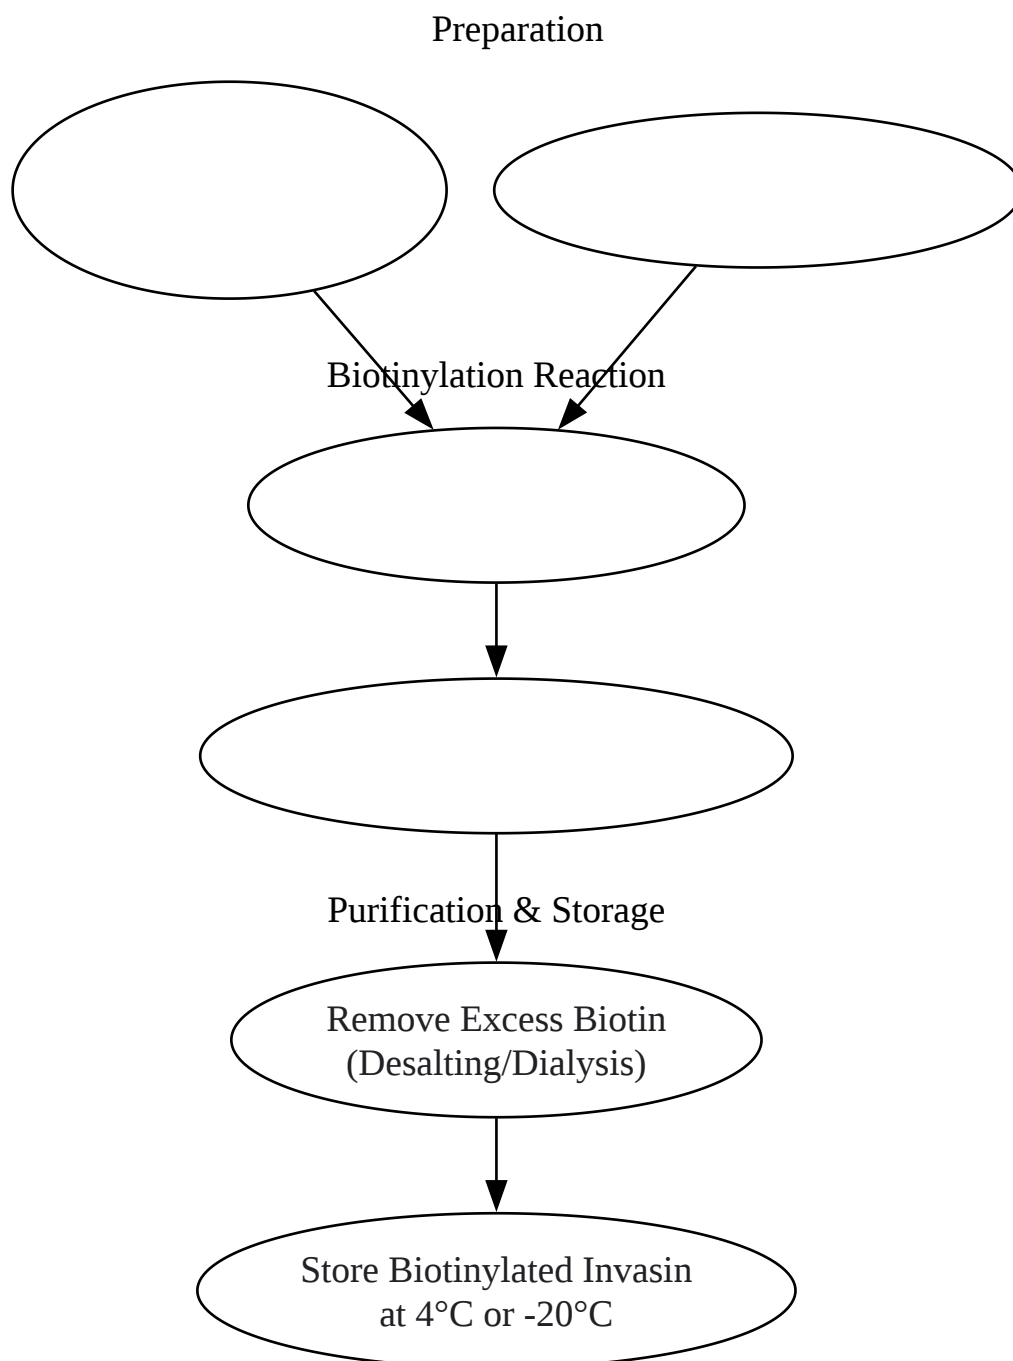 Preparation
Biotinylation Reaction
Purification & Storage
Remove Excess Biotin
(Desalting/Dialysis)
Store Biotinylated Invasin
at 4°C or -20°C